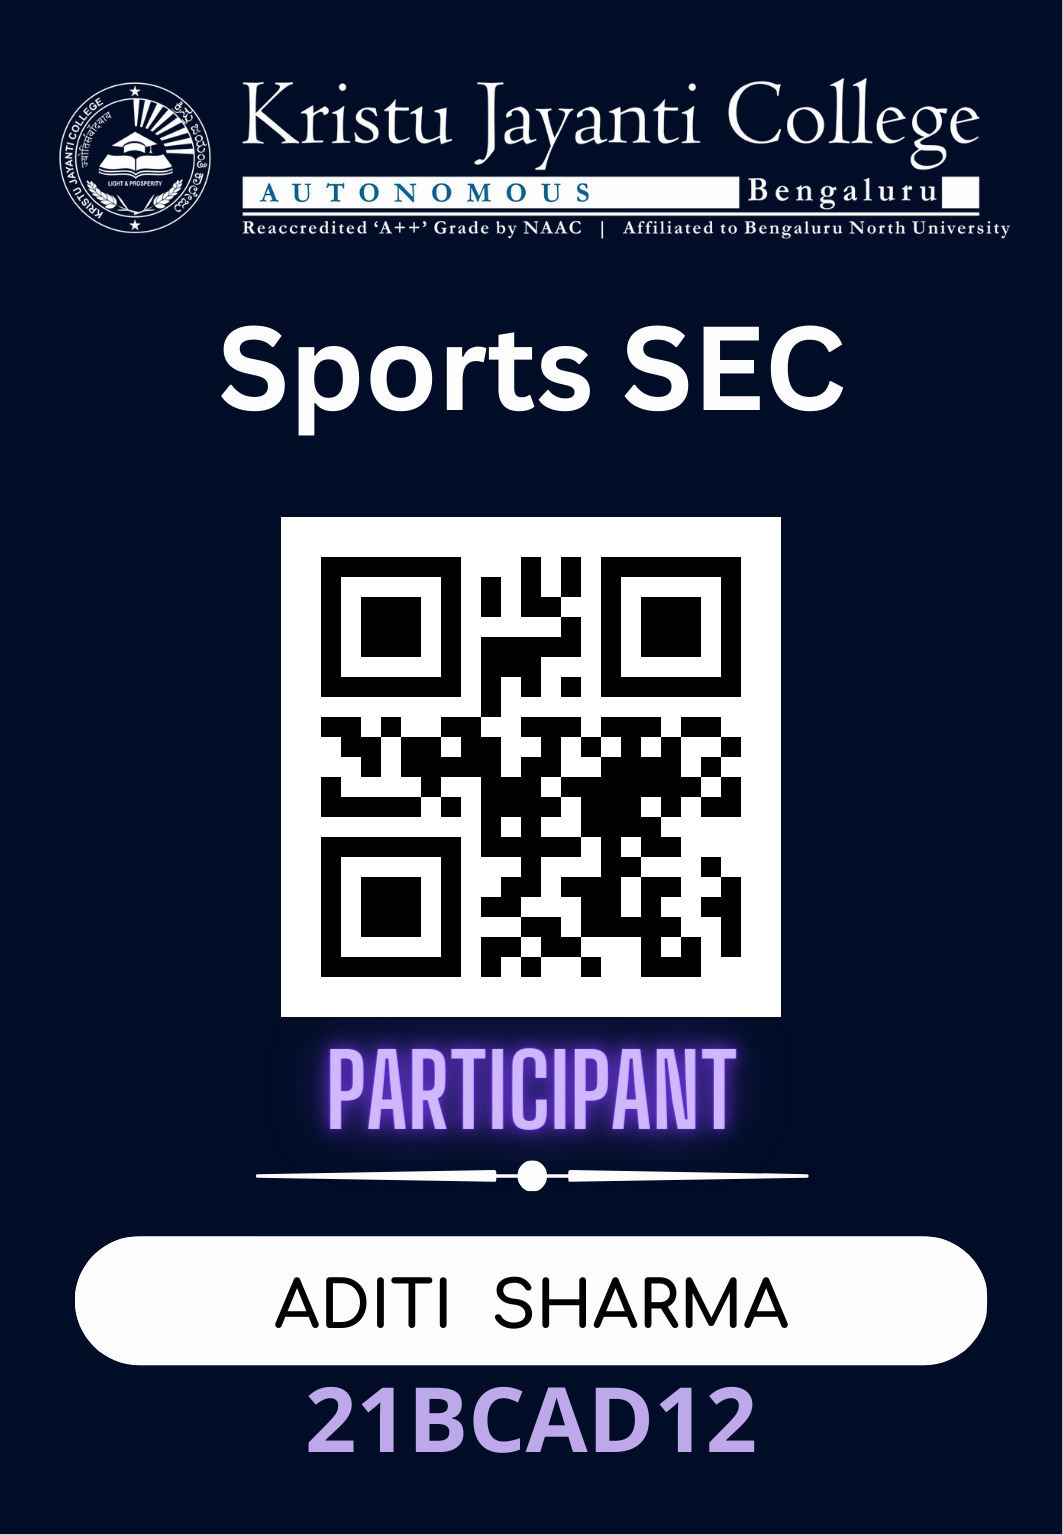 Kristu Jayanti College
AUTONOMOUS Bengaluru
Reaccredited ‘A++’ Grade by NAAC | Affiliated to Bengaluru North University
KRISTU JAYANTI COLLEGE
LIGHT & PROSPERITY
Sports SEC
PARTICIPANT
ADITI SHARMA
21BCAD12